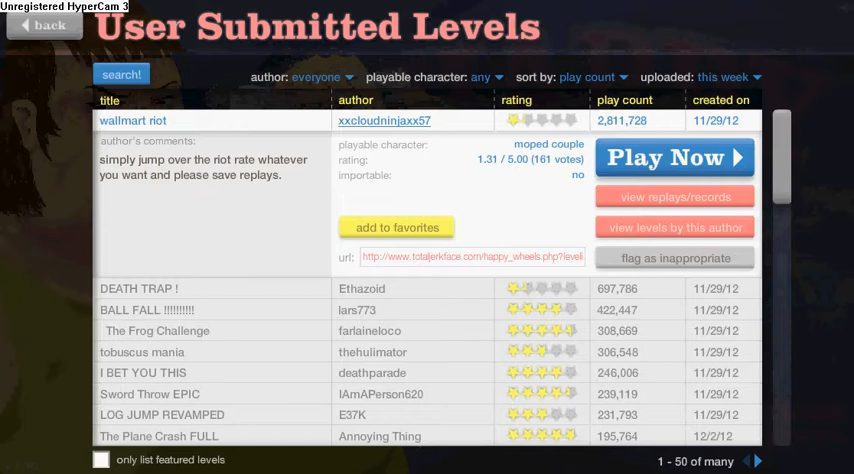 Unregistered HyperCam 3
back
User Submitted Levels
search!
author: everyone playable character: any sort by: play count uploaded: this week
title author rating play count created on
wallmart riot xxcloudninjaxx57 2,811,728 11/29/12
author's comments:
simply jump over the riot rate whatever
you want and please save replays.
playable character: moped couple
rating: 1.31 / 5.00 (161 votes)
importable: no
Play Now
view replays/records
add to favorites
view levels by this author
url: http://www.totaljerkface.com/happy_wheels.php?leveli
flag as inappropriate
DEATH TRAP ! Ethazoid 697,786 11/29/12
BALL FALL !!!!!!!!!! lars773 422,447 11/29/12
The Frog Challenge farlaineloco 308,669 11/29/12
tobuscus mania thehulimator 306,548 11/29/12
I BET YOU THIS deathparade 246,006 11/29/12
Sword Throw EPIC IAmAPerson620 239,119 11/29/12
LOG JUMP REVAMPED E37K 231,793 11/29/12
The Plane Crash FULL Annoying Thing 195,764 12/2/12
only list featured levels
1 - 50 of many